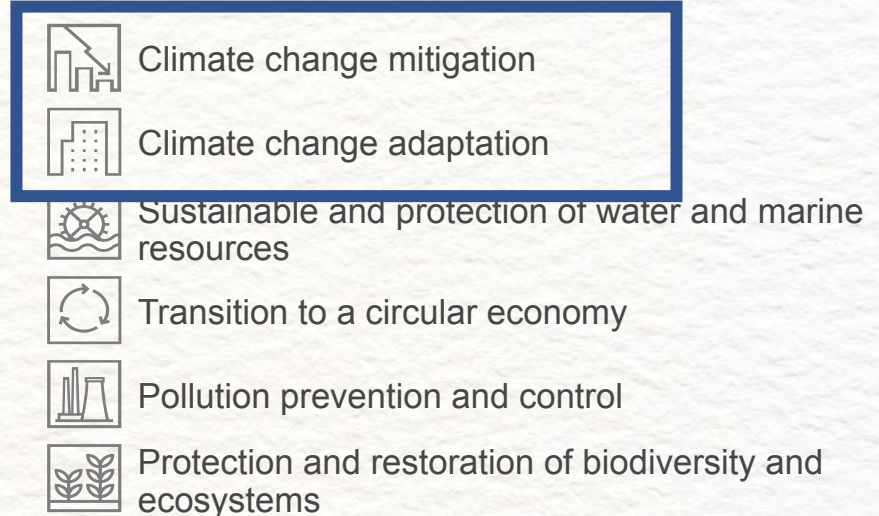 Climate change mitigation
Climate change adaptation
Sustainable and protection of water and marine
resources
Transition to a circular economy
Pollution prevention and control
Protection and restoration of biodiversity and
ecosystems